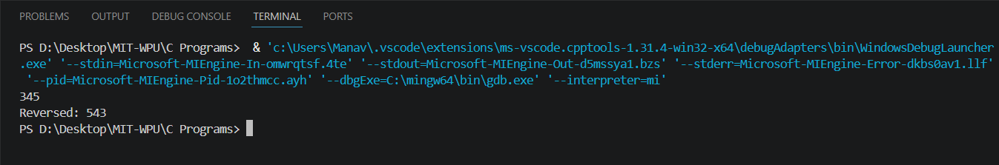 PROBLEMS OUTPUT DEBUG CONSOLE TERMINAL PORTS
PS D:\Desktop\MIT-WPU\C Programs>  & 'c:\Users\Manav\.vscode\extensions\ms-vscode.cpptools-1.31.4-win32-x64\debugAdapters\bin\WindowsDebugLauncher
.exe' '--stdin=Microsoft-MIEngine-In-omwrqtsf.4te' '--stdout=Microsoft-MIEngine-Out-d5mssya1.bzs' '--stderr=Microsoft-MIEngine-Error-dkbs0av1.llf'
'--pid=Microsoft-MIEngine-Pid-1o2thmcc.ayh' '--dbgExe=C:\mingw64\bin\gdb.exe' '--interpreter=mi'
345
Reversed: 543
PS D:\Desktop\MIT-WPU\C Programs>